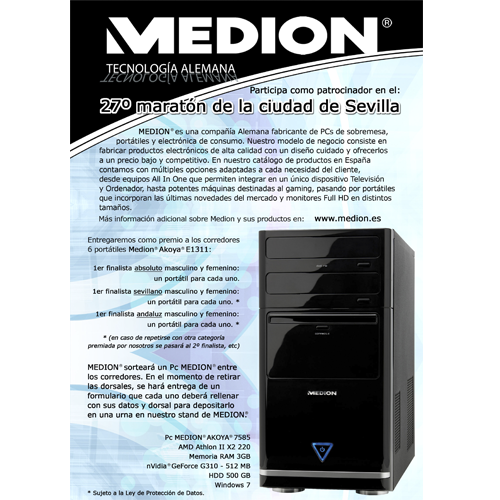 MEDION®
TECNOLOGÍA ALEMANA
Participa como patrocinador en el:
27º maratón de la ciudad de Sevilla
MEDION® es una compañía Alemana fabricante de PCs de sobremesa,
portátiles y electrónica de consumo. Nuestro modelo de negocio consiste en
fabricar productos electrónicos de alta calidad con un diseño cuidado y ofrecerlos
a un precio bajo y competitivo. En nuestro catálogo de productos en España
contamos con múltiples opciones adaptadas a cada necesidad del cliente,
desde equipos All In One que permiten integrar en un único dispositivo Televisión
y Ordenador, hasta potentes máquinas destinadas al gaming, pasando por portátiles
que incorporan las últimas novedades del mercado y monitores Full HD en distintos
tamaños.
Más información adicional sobre Medion y sus productos en: www.medion.es
Entregaremos como premio a los corredores
6 portátiles Medion® Akoya® E1311:
1er finalista absoluto masculino y femenino:
un portátil para cada uno.
1er finalista sevillano masculino y femenino:
un portátil para cada uno. *
1er finalista andaluz masculino y femenino:
un portátil para cada uno. *
* (en caso de repetirse con otra categoría
premiada por nosotros se pasará al 2º finalista, etc)
MEDION® sorteará un Pc MEDION® entre
los corredores. En el momento de retirar
las dorsales, se hará entrega de un
formulario que cada uno deberá rellenar
con sus datos y dorsal para depositarlo
en una urna en nuestro stand de MEDION®.
Pc MEDION® AKOYA® 7585
AMD Athlon II X2 220
Memoria RAM 3GB
nVidia® GeForce G310 - 512 MB
HDD 500 GB
Windows 7
* Sujeto a la Ley de Protección de Datos.
MEDION